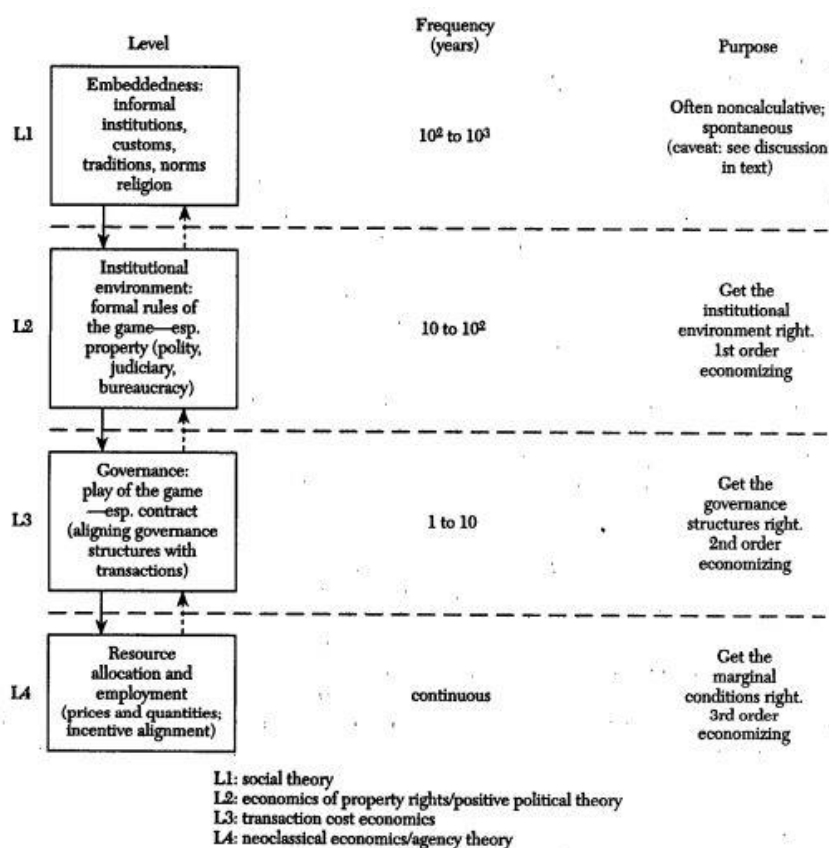 Level
Frequency
(years)
Purpose
L1
Embeddedness:
informal
institutions,
customs,
traditions, norms
religion
10² to 10³
Often noncalculative;
spontaneous
(caveat: see discussion
in text)
L2
Institutional
environment:
formal rules of
the game—esp.
property (polity,
judiciary,
bureaucracy)
10 to 10²
Get the
institutional
environment right.
1st order
economizing
L3
Governance:
play of the game
—esp. contract
(aligning governance
structures with
transactions)
1 to 10
Get the
governance
structures right.
2nd order
economizing
L4
Resource
allocation and
employment
(prices and quantities;
incentive alignment)
continuous
Get the
marginal
conditions right.
3rd order
economizing
L1: social theory
L2: economics of property rights/positive political theory
L3: transaction cost economics
L4: neoclassical economics/agency theory